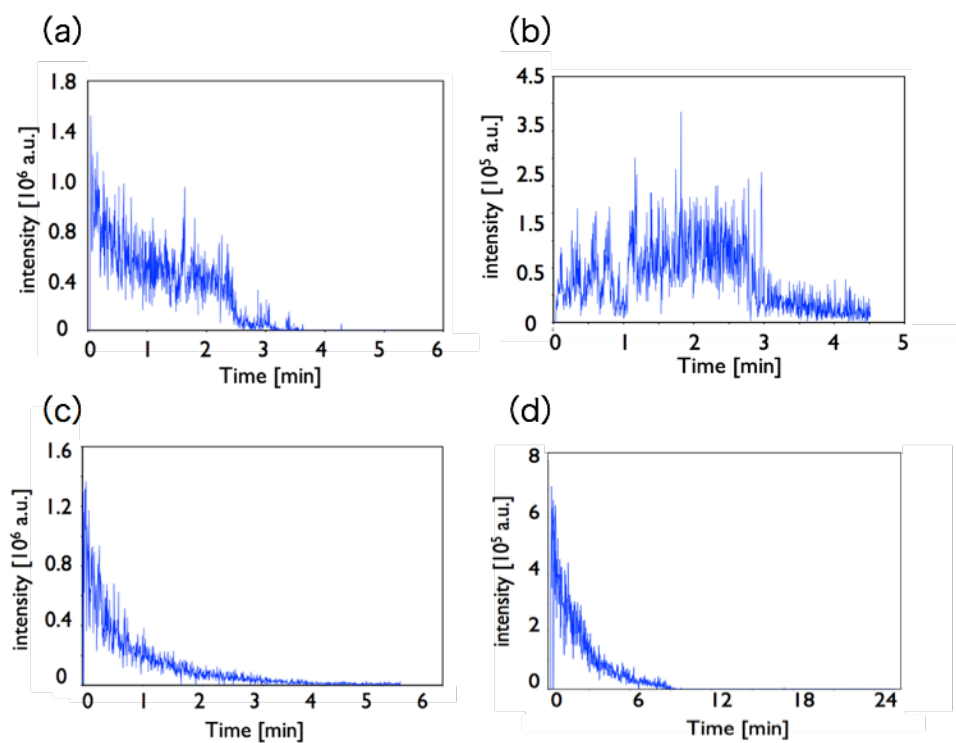 (a)
1.8
1.4
1.0
0.8
0.4
0
intensity [10⁶ a.u.]
0 1 2 3 4 5 6
Time [min]
(b)
4.5
3.5
2.5
1.5
0.5
0
intensity [10⁵ a.u.]
0 1 2 3 4 5
Time [min]
(c)
1.6
1.2
0.8
0.4
0
intensity [10⁶ a.u.]
0 1 2 3 4 5 6
Time [min]
(d)
8
6
4
2
0
intensity [10⁵ a.u.]
0 6 12 18 24
Time [min]